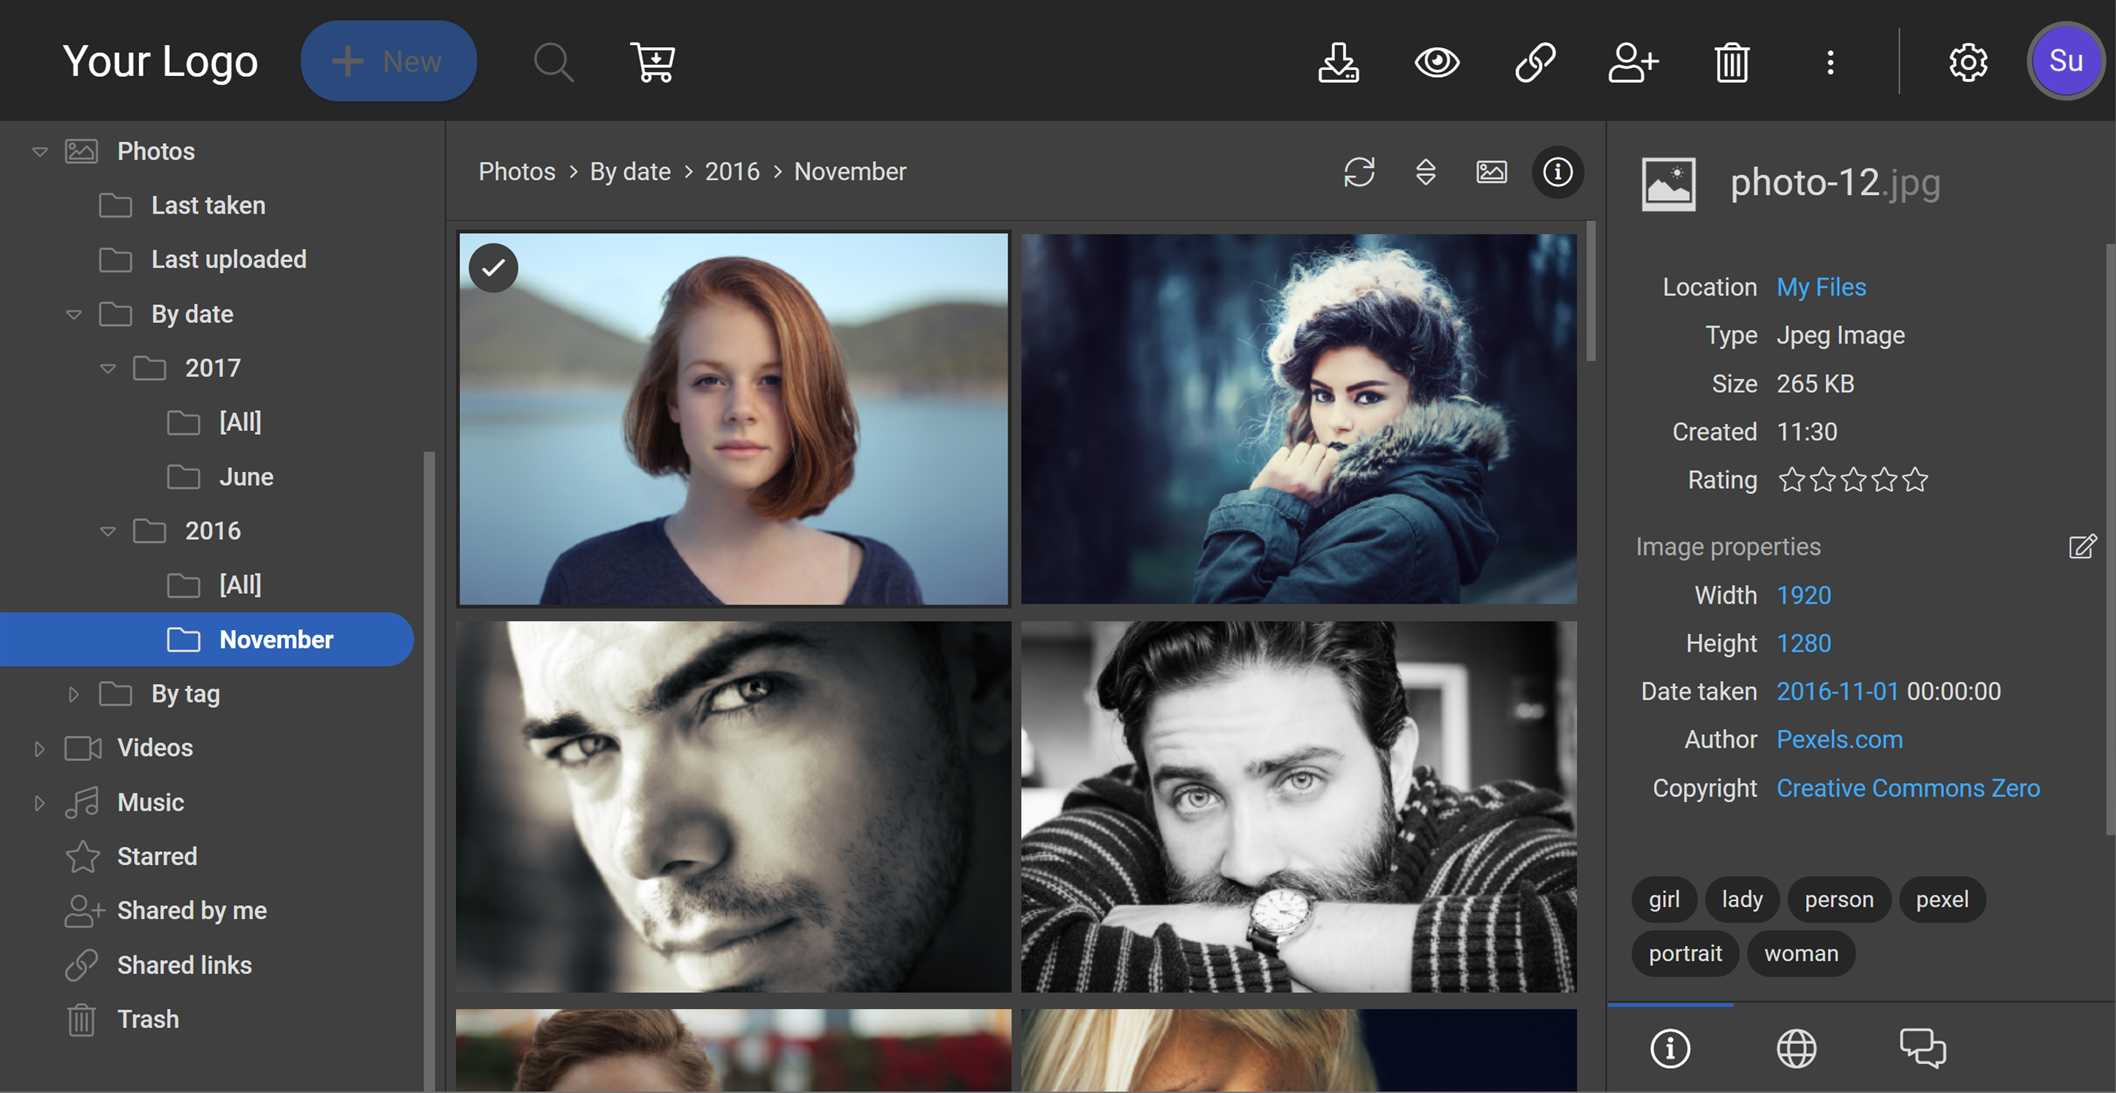 Your Logo
New
Su
Photos
Last taken
Last uploaded
By date
2017
[All]
June
2016
[All]
November
By tag
Videos
Music
Starred
Shared by me
Shared links
Trash
Photos > By date > 2016 > November
photo-12.jpg
Location My Files
Type Jpeg Image
Size 265 KB
Created 11:30
Rating
Image properties
Width 1920
Height 1280
Date taken 2016-11-01 00:00:00
Author Pexels.com
Copyright Creative Commons Zero
girl lady person pexel
portrait woman